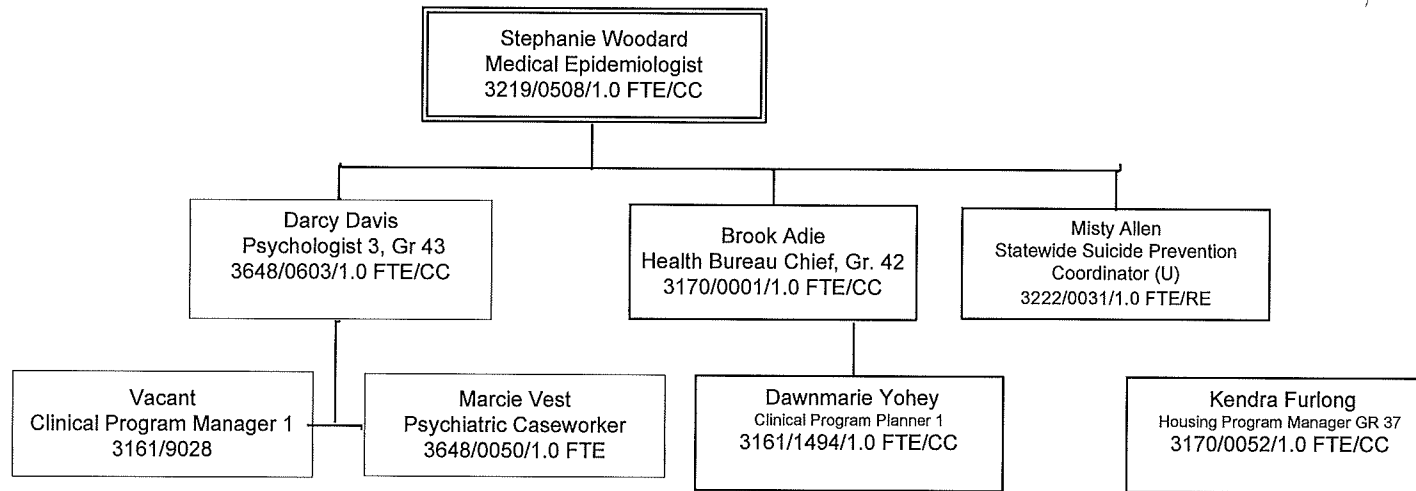 Stephanie Woodard
Medical Epidemiologist
3219/0508/1.0 FTE/CC
Darcy Davis
Psychologist 3, Gr 43
3648/0603/1.0 FTE/CC
Brook Adie
Health Bureau Chief, Gr. 42
3170/0001/1.0 FTE/CC
Misty Allen
Statewide Suicide Prevention
Coordinator (U)
3222/0031/1.0 FTE/RE
Vacant
Clinical Program Manager 1
3161/9028
Marcie Vest
Psychiatric Caseworker
3648/0050/1.0 FTE
Dawnmarie Yohey
Clinical Program Planner 1
3161/1494/1.0 FTE/CC
Kendra Furlong
Housing Program Manager GR 37
3170/0052/1.0 FTE/CC